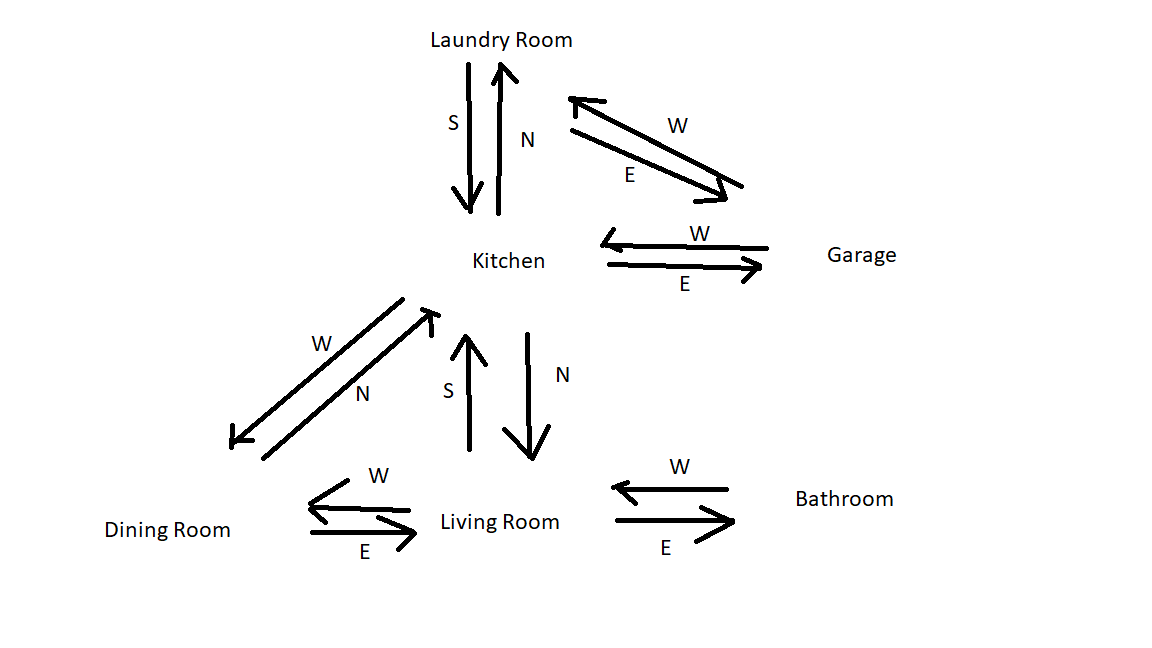 Laundry Room
S
N
W
E
W
Kitchen
Garage
E
W
N
S
N
W
W
Bathroom
Dining Room
Living Room
E
E